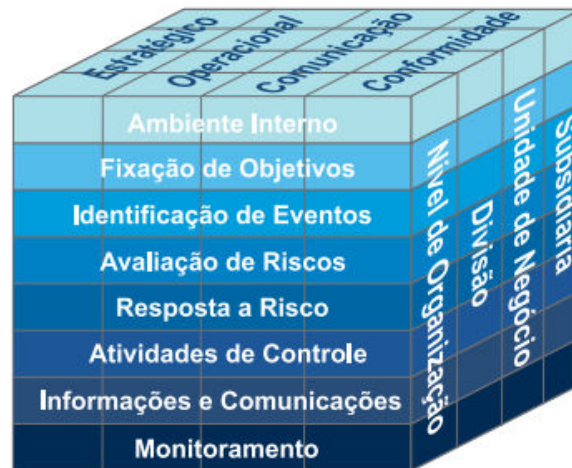 Estratégico
Operacional
Comunicação
Conformidade
Ambiente Interno
Fixação de Objetivos
Identificação de Eventos
Avaliação de Riscos
Resposta a Risco
Atividades de Controle
Informações e Comunicações
Monitoramento
Nível de Organização
Divisão
Unidade de Negócio
Subsidiária